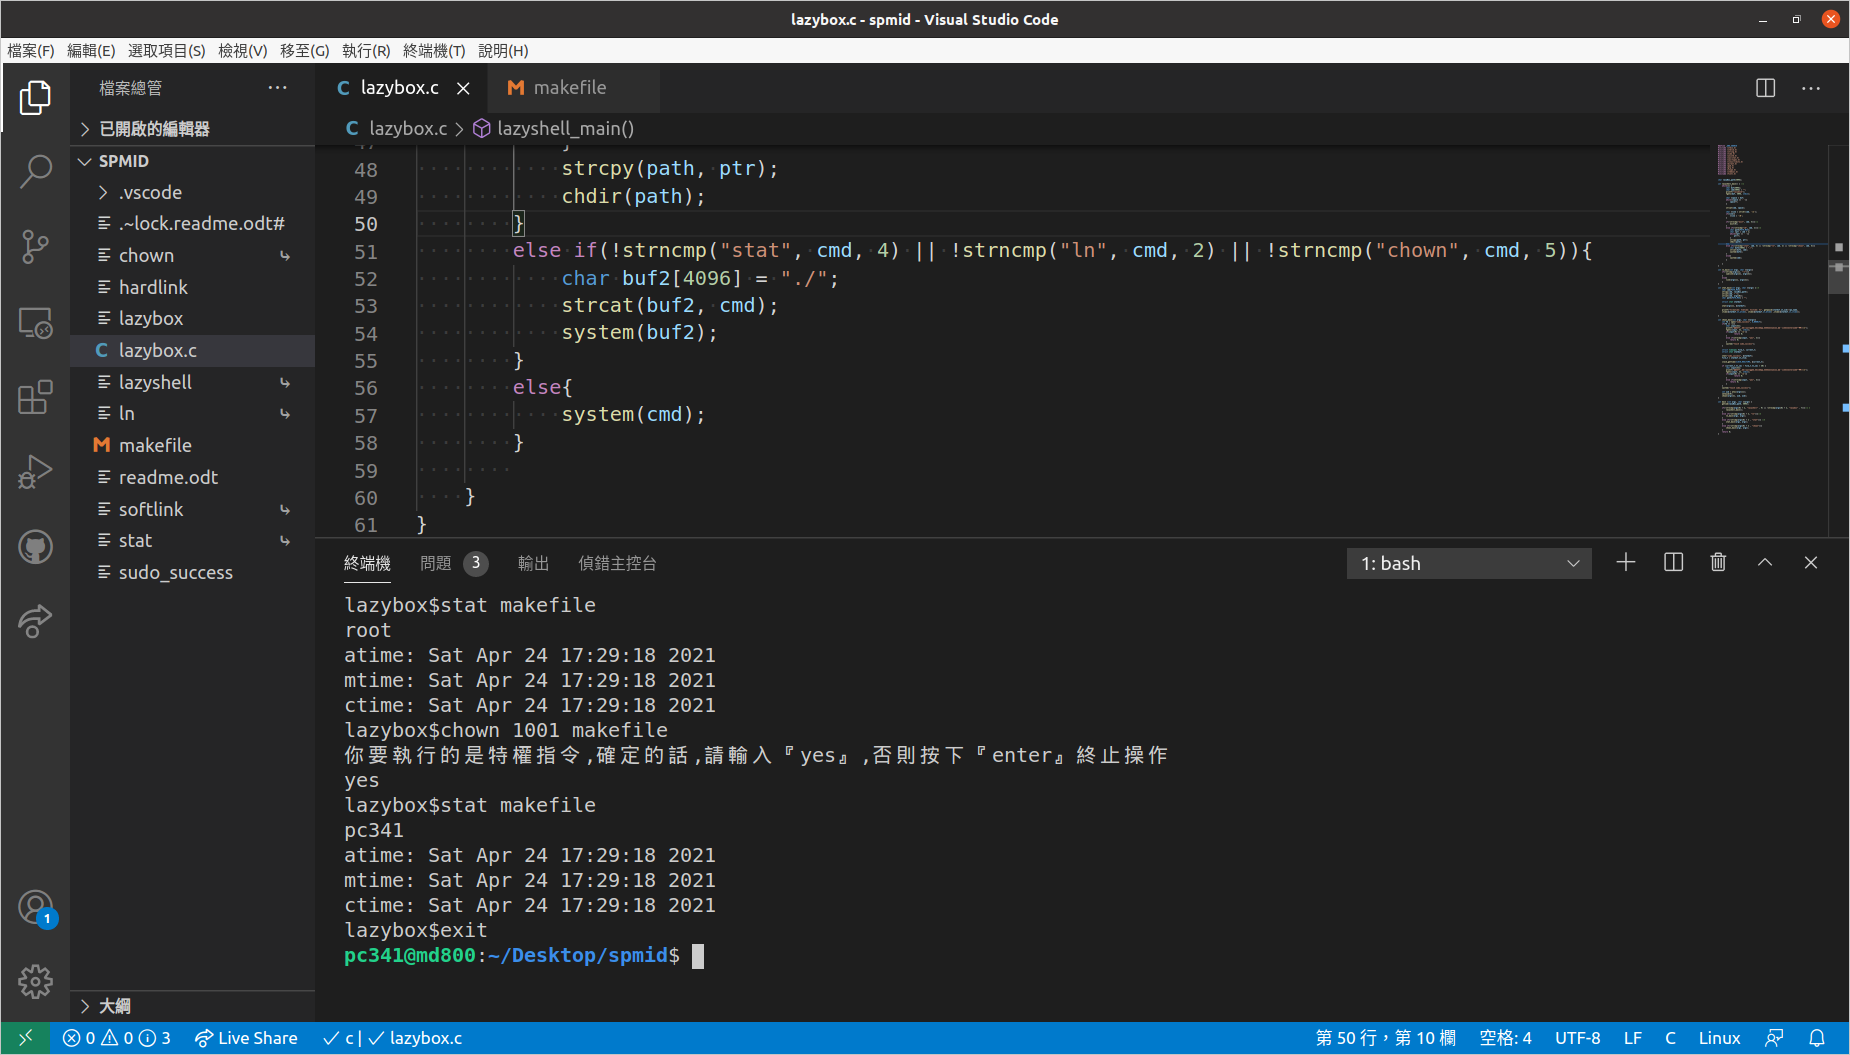 lazybox.c - spmid - Visual Studio Code
檔案(F) 編輯(E) 選取項目(S) 檢視(V) 移至(G) 執行(R) 終端機(T) 說明(H)
檔案總管
已開啟的編輯器
SPMID
.vscode
.~lock.readme.odt#
chown
hardlink
lazybox
lazybox.c
lazyshell
ln
makefile
readme.odt
softlink
stat
sudo_success
大綱
1
C lazybox.c
M makefile
C lazybox.c > lazyshell_main()
48 strcpy(path, ptr);
49 chdir(path);
50 }
51 else if(!strncmp("stat", cmd, 4) || !strncmp("ln", cmd, 2) || !strncmp("chown", cmd, 5)){
52 char buf2[4096] = "./";
53 strcat(buf2, cmd);
54 system(buf2);
55 }
56 else{
57 system(cmd);
58 }
59
60 }
61 }
終端機 問題 3 輸出 偵錯主控台 1: bash
lazybox$stat makefile
root
atime: Sat Apr 24 17:29:18 2021
mtime: Sat Apr 24 17:29:18 2021
ctime: Sat Apr 24 17:29:18 2021
lazybox$chown 1001 makefile
你要執行的是特權指令,確定的話,請輸入『yes』,否則按下『enter』終止操作
yes
lazybox$stat makefile
pc341
atime: Sat Apr 24 17:29:18 2021
mtime: Sat Apr 24 17:29:18 2021
ctime: Sat Apr 24 17:29:18 2021
lazybox$exit
pc341@md800:~/Desktop/spmid$
0 0 3 Live Share ✓ c | ✓ lazybox.c 第 50 行，第 10 欄 空格: 4 UTF-8 LF C Linux